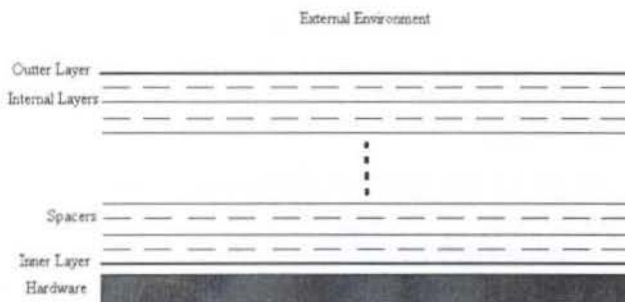 External Environment
Outter Layer
Internal Layers
Spacers
Inner Layer
Hardware